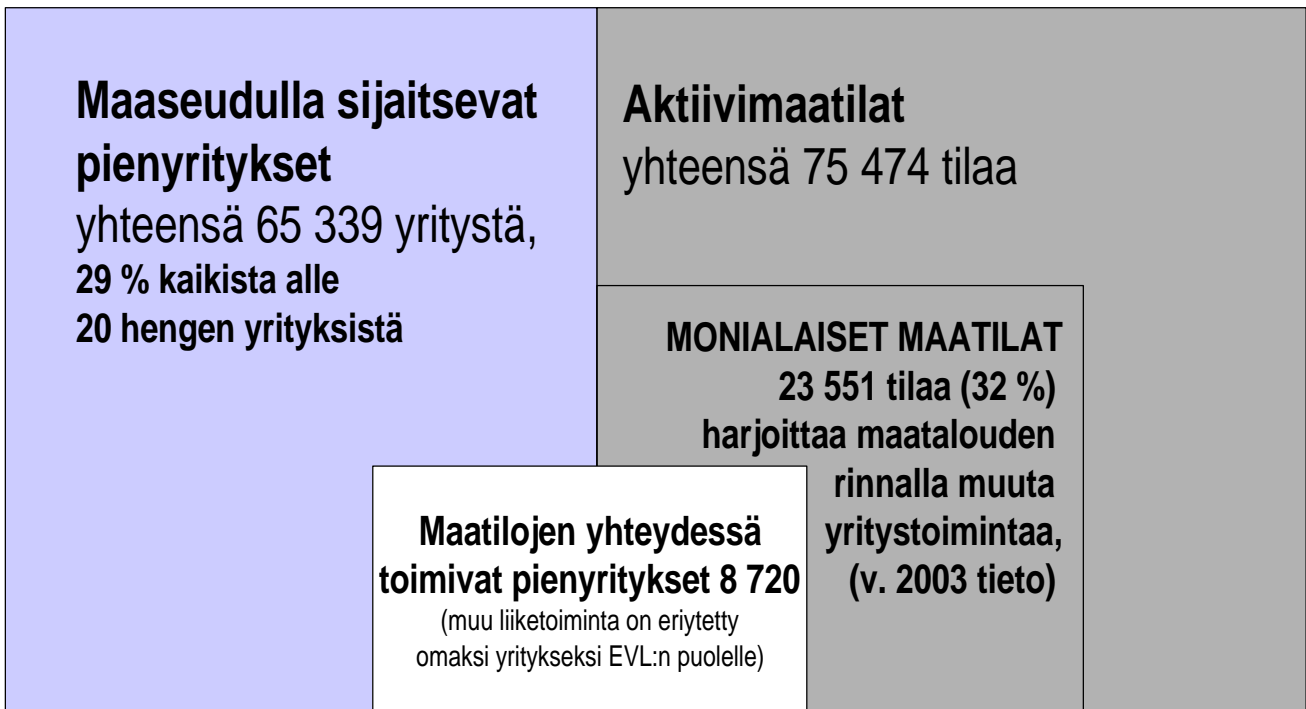 Maaseudulla sijaitsevat
pienyritykset
yhteensä 65 339 yritystä,
29 % kaikista alle
20 hengen yrityksistä
Aktiivimaatilat
yhteensä 75 474 tilaa
MONIALAISET MAATILAT
23 551 tilaa (32 %)
harjoittaa maatalouden
rinnalla muuta
yritystoimintaa,
(v. 2003 tieto)
Maatilojen yhteydessä
toimivat pienyritykset 8 720
(muu liiketoiminta on eriytetty
omaksi yritykseksi EVL:n puolelle)